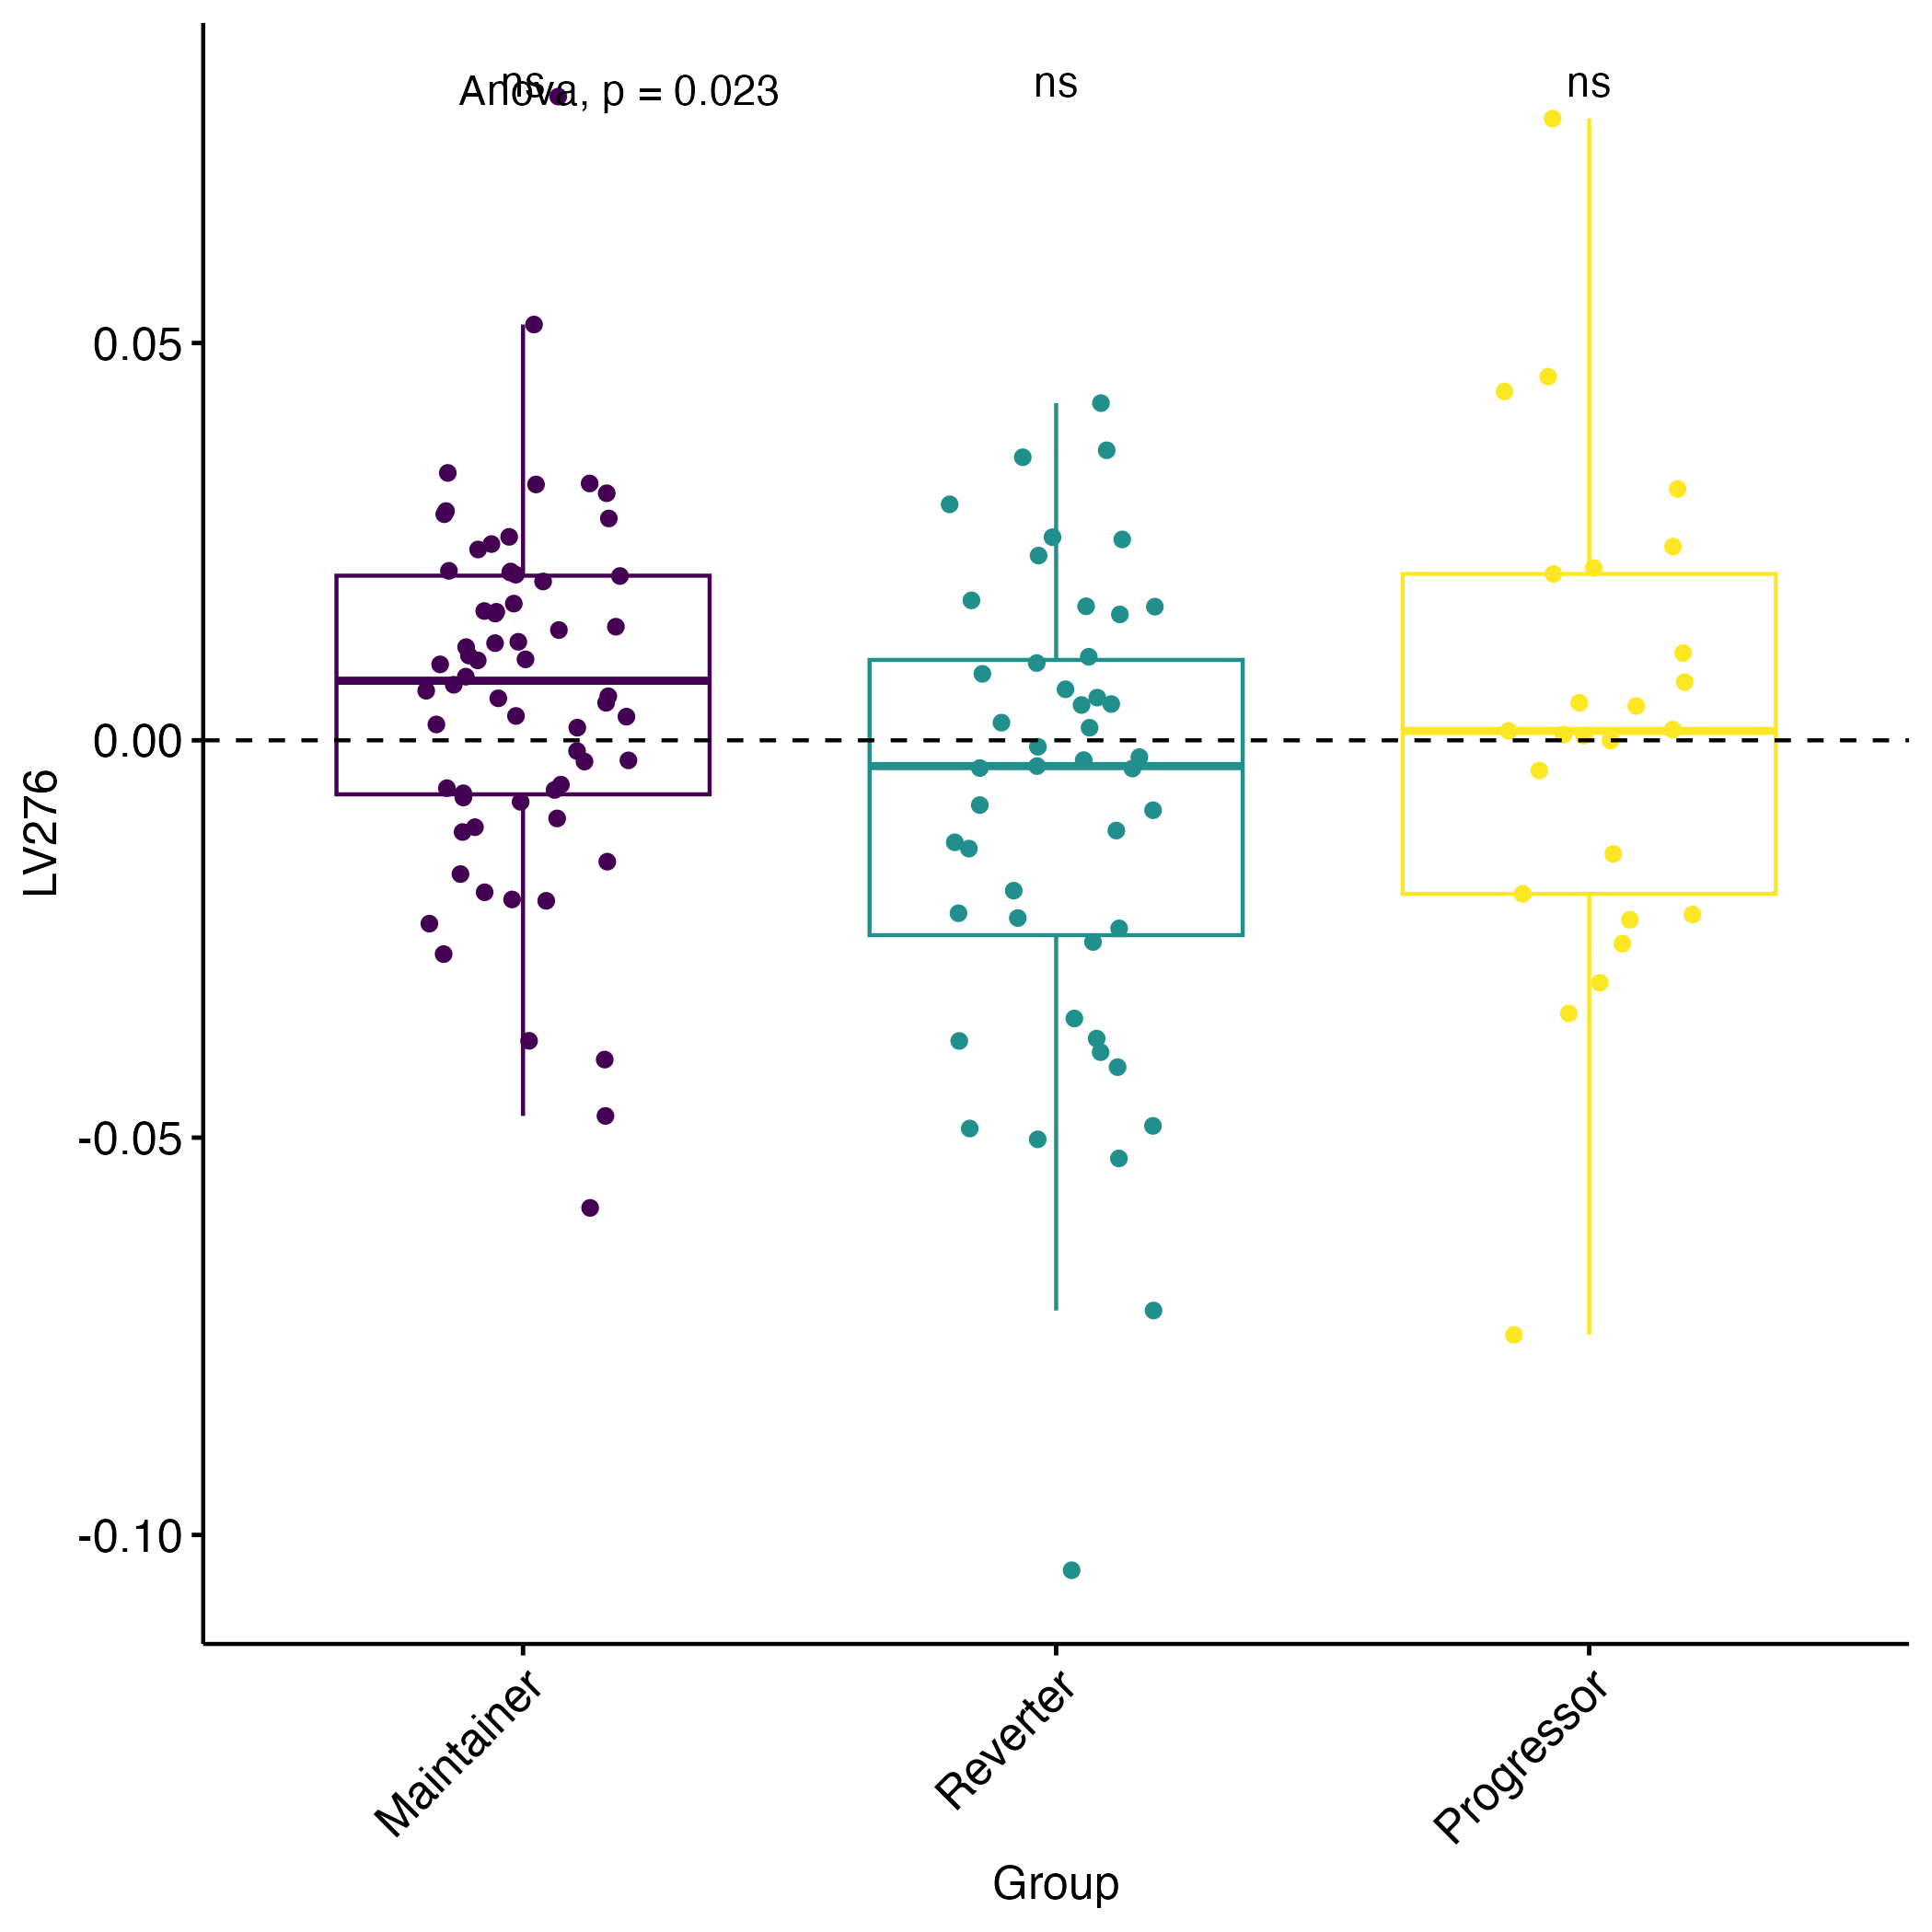 ns
Anova, p = 0.023
ns
ns
0.05
0.00
-0.05
-0.10
LV276
Maintainer
Reverter
Progressor
Group